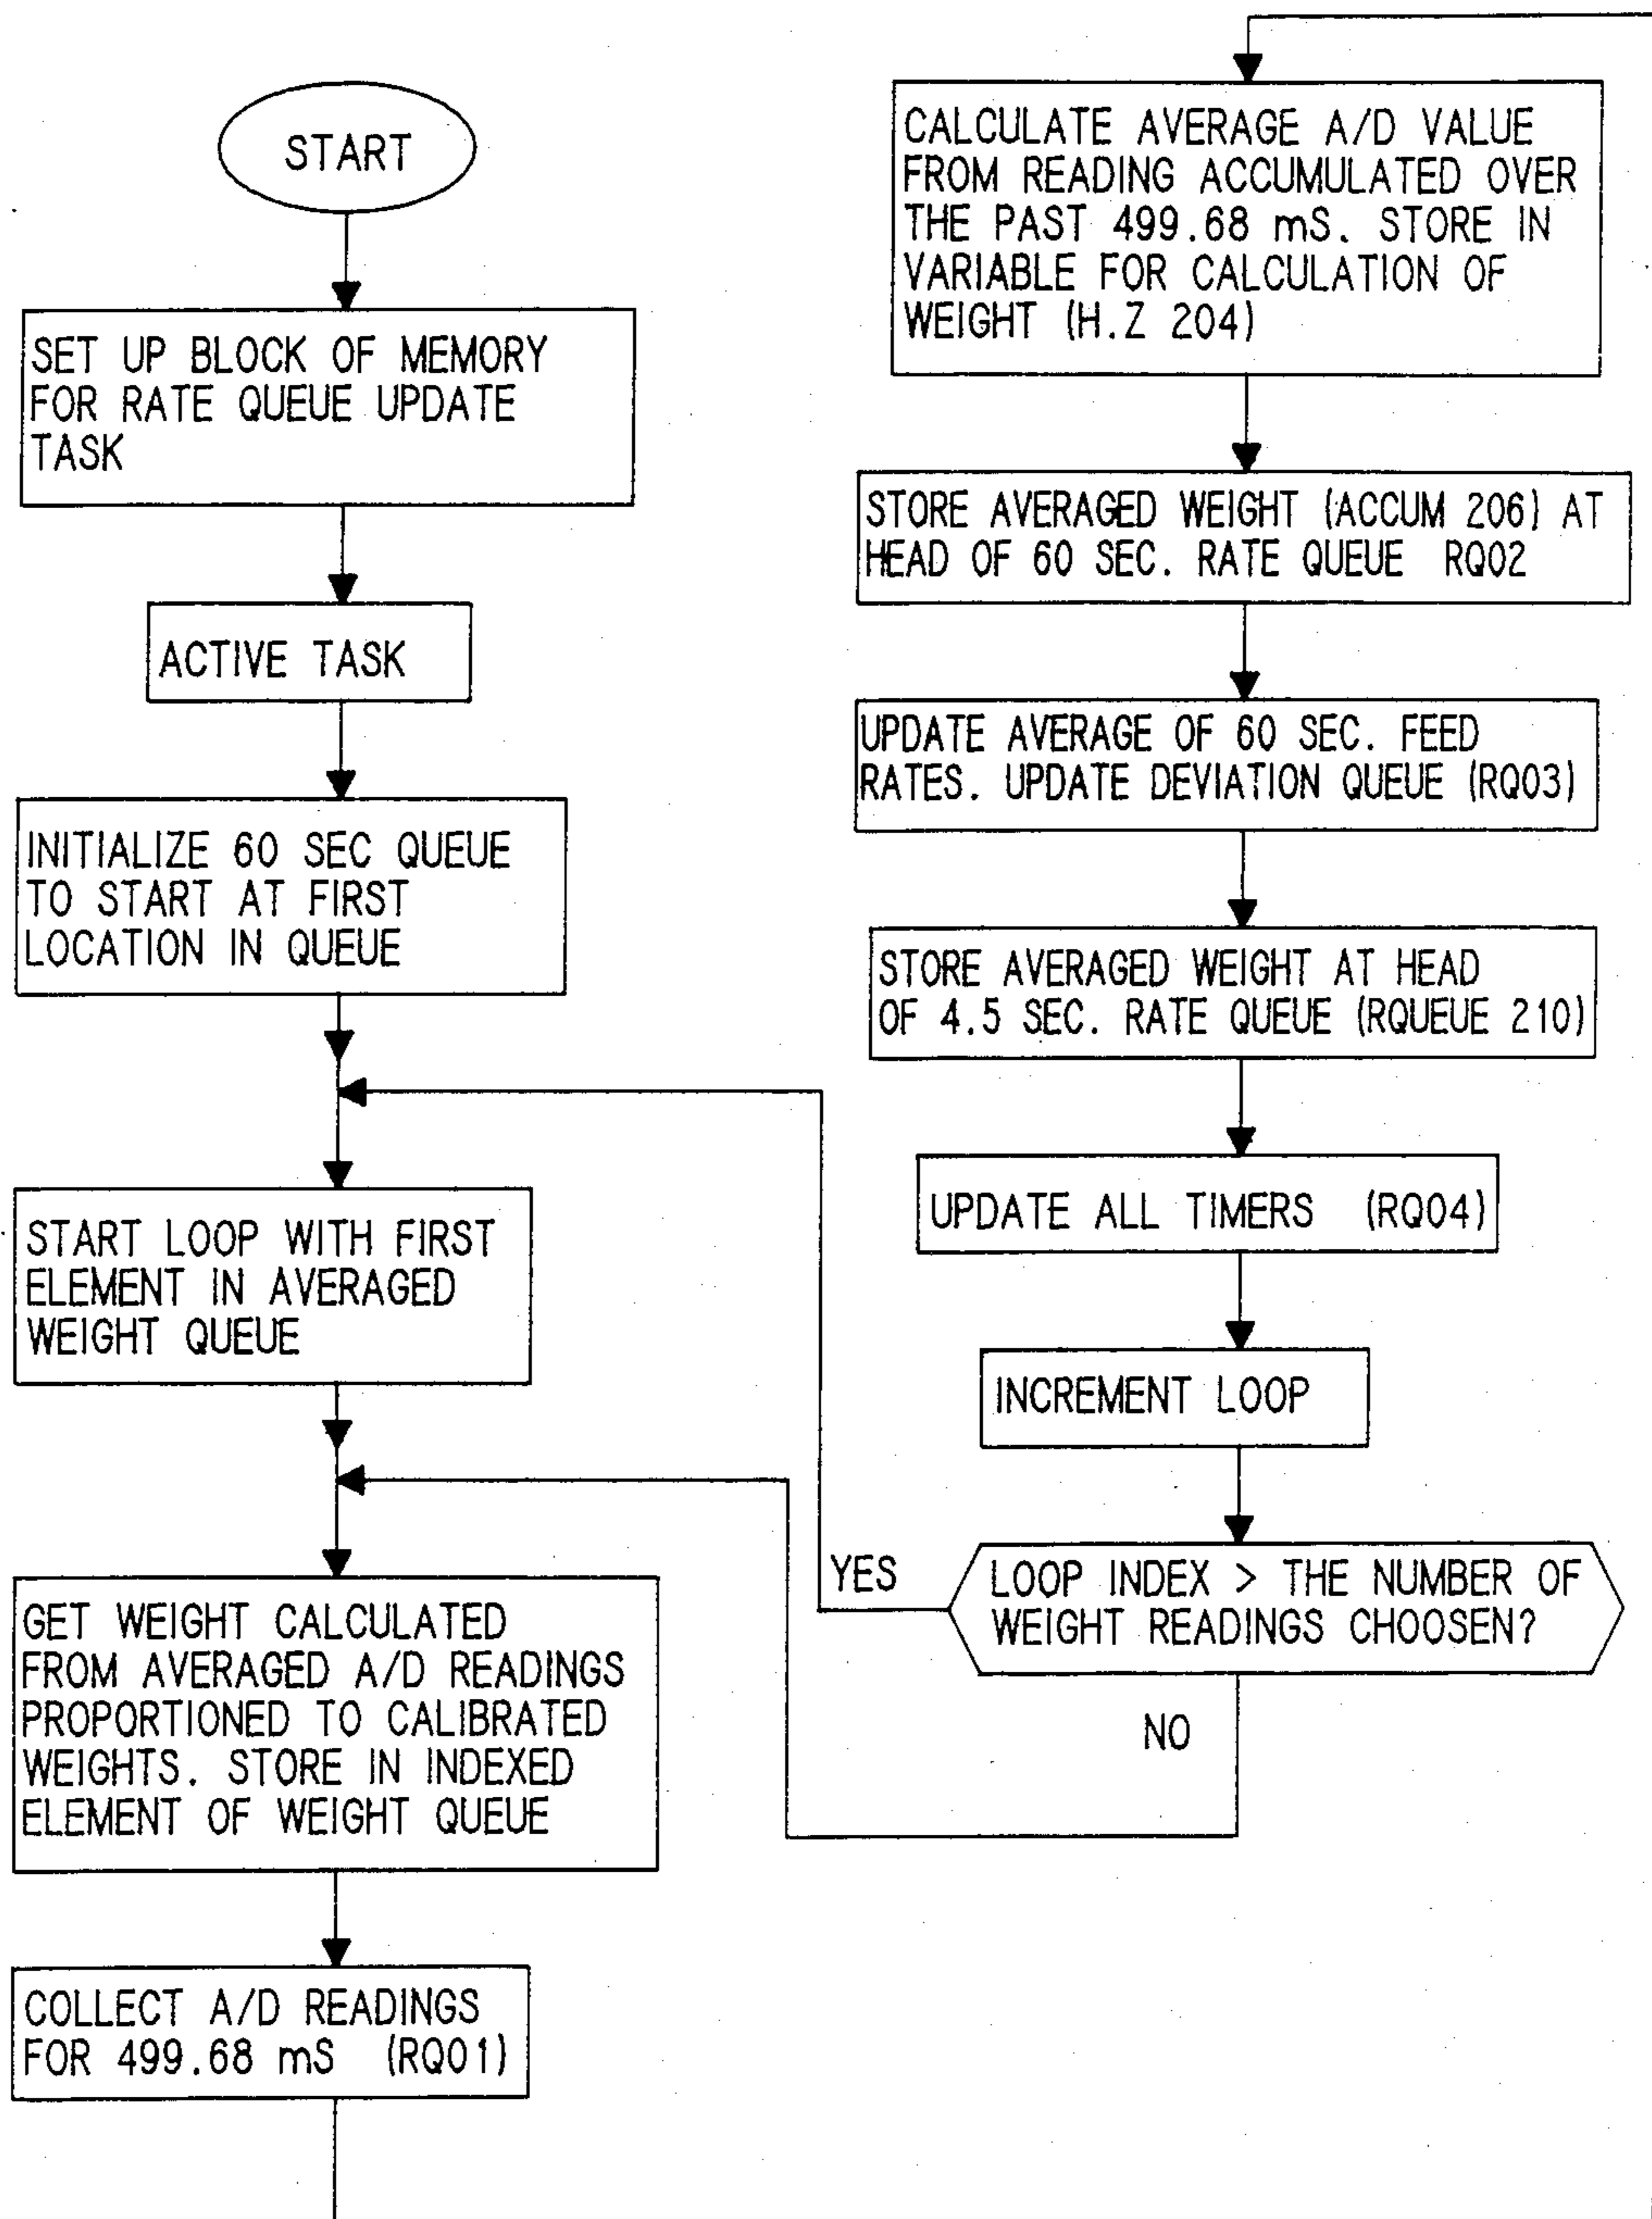 START
SET UP BLOCK OF MEMORY
FOR RATE QUEUE UPDATE
TASK
ACTIVE TASK
INITIALIZE 60 SEC QUEUE
TO START AT FIRST
LOCATION IN QUEUE
START LOOP WITH FIRST
ELEMENT IN AVERAGED
WEIGHT QUEUE
GET WEIGHT CALCULATED
FROM AVERAGED A/D READINGS
PROPORTIONED TO CALIBRATED
WEIGHTS. STORE IN INDEXED
ELEMENT OF WEIGHT QUEUE
COLLECT A/D READINGS
FOR 499.68 mS (RQ01)
CALCULATE AVERAGE A/D VALUE
FROM READING ACCUMULATED OVER
THE PAST 499.68 mS. STORE IN
VARIABLE FOR CALCULATION OF
WEIGHT (H.Z 204)
STORE AVERAGED WEIGHT (ACCUM 206) AT
HEAD OF 60 SEC. RATE QUEUE RQ02
UPDATE AVERAGE OF 60 SEC. FEED
RATES. UPDATE DEVIATION QUEUE (RQ03)
STORE AVERAGED WEIGHT AT HEAD
OF 4.5 SEC. RATE QUEUE (RQUEUE 210)
UPDATE ALL TIMERS (RQ04)
INCREMENT LOOP
LOOP INDEX > THE NUMBER OF
WEIGHT READINGS CHOOSEN?
YES
NO